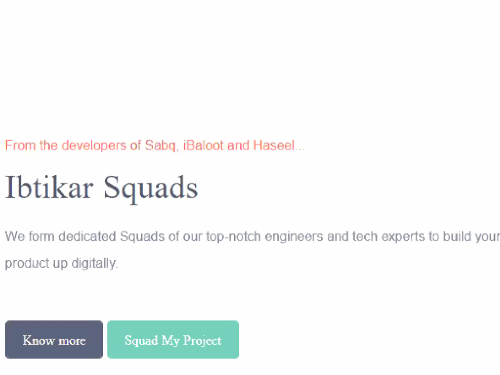 From the developers of Sabq, iBaloot and Haseel...
Ibtikar Squads
We form dedicated Squads of our top-notch engineers and tech experts to build your
product up digitally.
Know more
Squad My Project